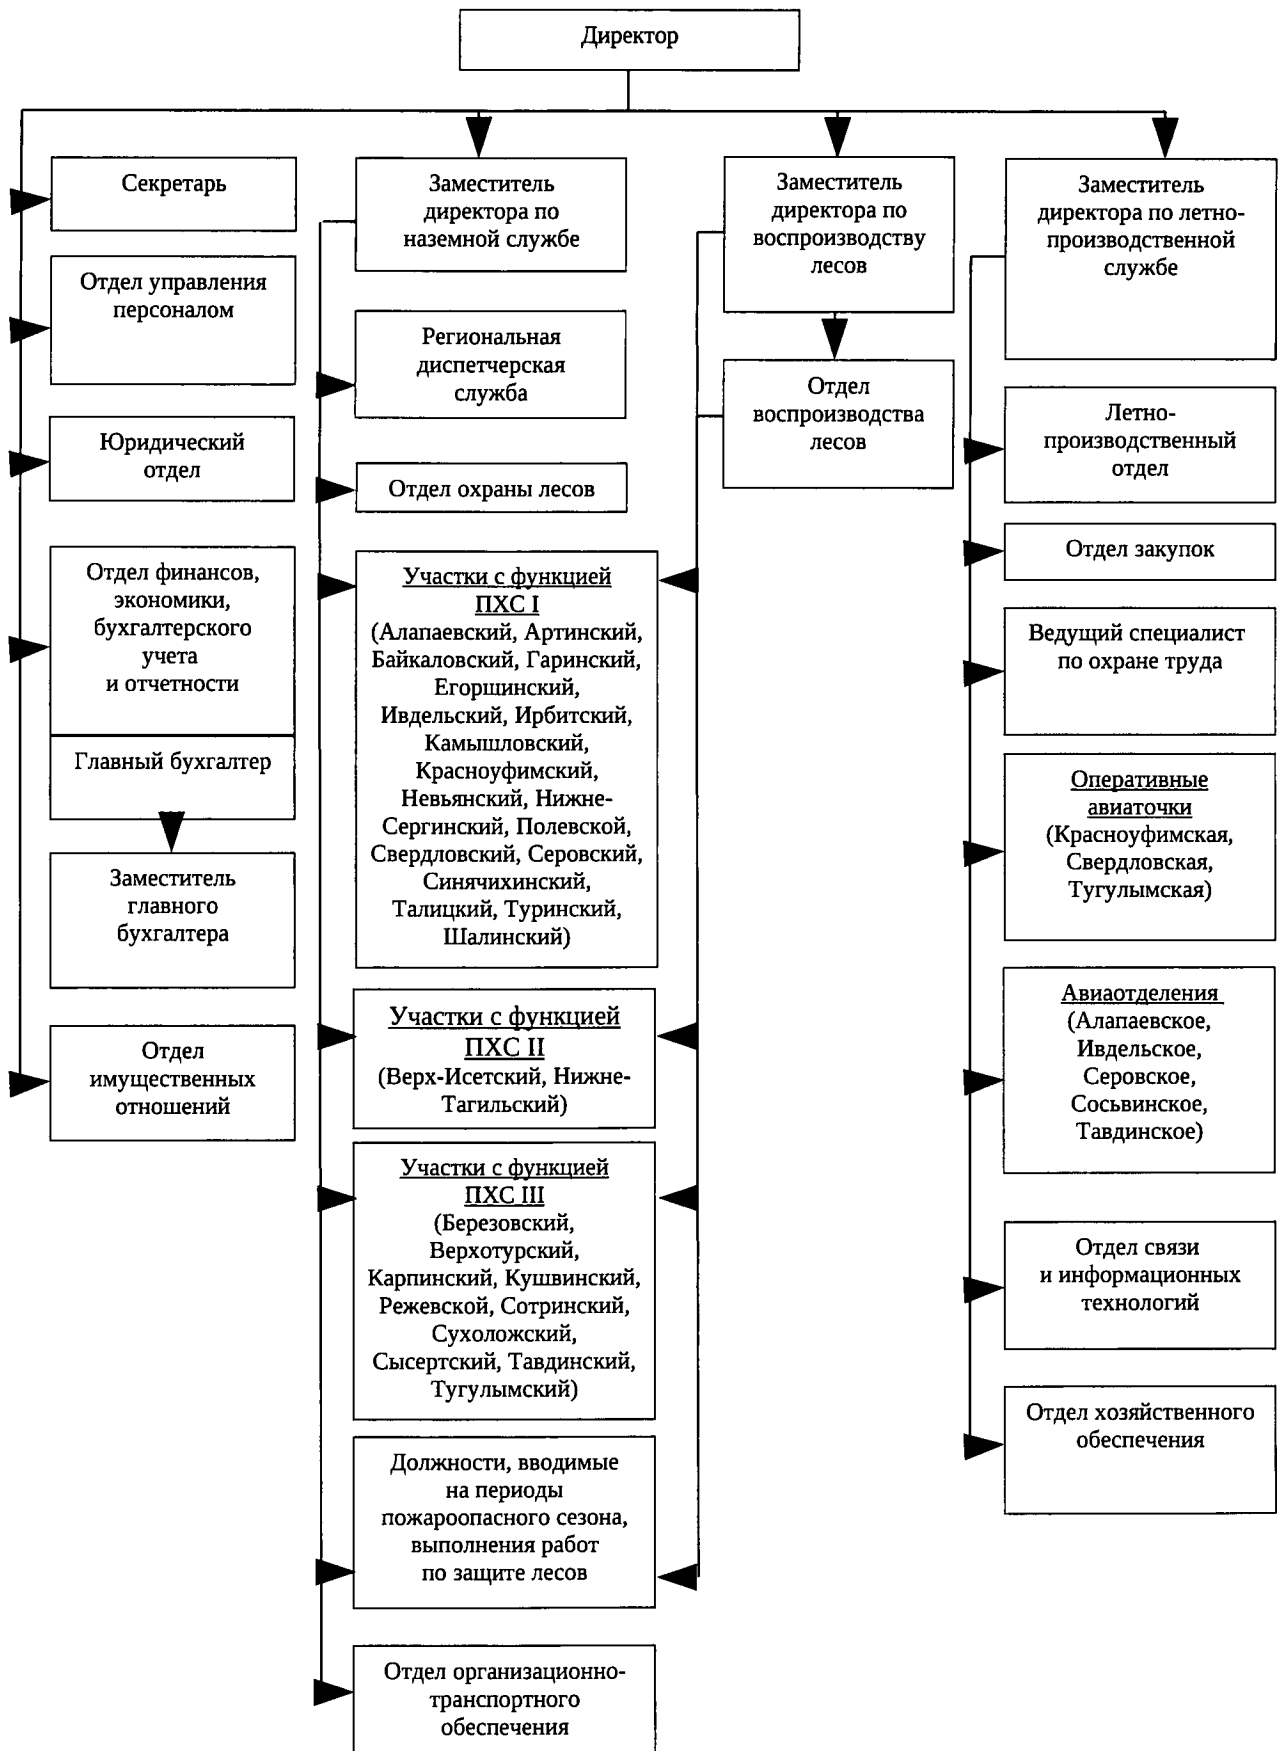 Директор
Секретарь
Отдел управления
персоналом
Юридический
отдел
Отдел финансов,
экономики,
бухгалтерского
учета
и отчетности
Главный бухгалтер
Заместитель
главного
бухгалтера
Отдел
имущественных
отношений
Заместитель
директора по
наземной службе
Региональная
диспетчерская
служба
Отдел охраны лесов
Участки с функцией
ПХС I
(Алапаевский, Артинский,
Байкаловский, Гаринский,
Егоршинский,
Ивдельский, Ирбитский,
Камышловский,
Красноуфимский,
Невьянский, Нижне-
Сергинский, Полевской,
Свердловский, Серовский,
Синячихинский,
Талицкий, Туринский,
Шалинский)
Участки с функцией
ПХС II
(Верх-Исетский, Нижне-
Тагильский)
Участки с функцией
ПХС III
(Березовский,
Верхотурский,
Карпинский, Кушвинский,
Режевской, Сотринский,
Сухоложский,
Сысертский, Тавдинский,
Тугулымский)
Должности, вводимые
на периоды
пожароопасного сезона,
выполнения работ
по защите лесов
Отдел организационно-
транспортного
обеспечения
Заместитель
директора по
воспроизводству
лесов
Отдел
воспроизводства
лесов
Заместитель
директора по летно-
производственной
службе
Летно-
производственный
отдел
Отдел закупок
Ведущий специалист
по охране труда
Оперативные
авиаточки
(Красноуфимская,
Свердловская,
Тугулымская)
Авиаотделения
(Алапаевское,
Ивдельское,
Серовское,
Сосьвинское,
Тавдинское)
Отдел связи
и информационных
технологий
Отдел хозяйственного
обеспечения